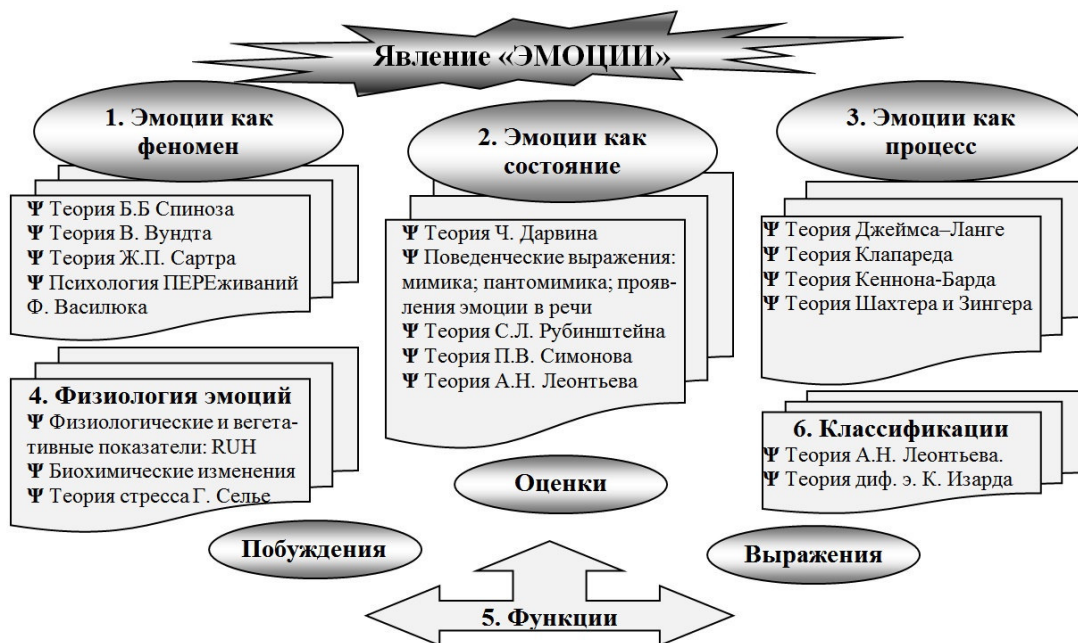 Явление «ЭМОЦИИ»
1. Эмоции как
феномен
Ψ Теория Б.Б Спиноза
Ψ Теория В. Вундта
Ψ Теория Ж.П. Сартра
Ψ Психология ПЕРЕживаний
Ф. Василюка
2. Эмоции как
состояние
Ψ Теория Ч. Дарвина
Ψ Поведенческие выражения:
мимика; пантомимика; прояв-
ления эмоции в речи
Ψ Теория С.Л. Рубинштейна
Ψ Теория П.В. Симонова
Ψ Теория А.Н. Леонтьева
3. Эмоции как
процесс
Ψ Теория Джеймса–Ланге
Ψ Теория Клапареда
Ψ Теория Кеннона-Барда
Ψ Теория Шахтера и Зингера
4. Физиология эмоций
Ψ Физиологические и вегета-
тивные показатели: RUH
Ψ Биохимические изменения
Ψ Теория стресса Г. Селье
6. Классификации
Ψ Теория А.Н. Леонтьева.
Ψ Теория диф. э. К. Изарда
Оценки
Побуждения
Выражения
5. Функции